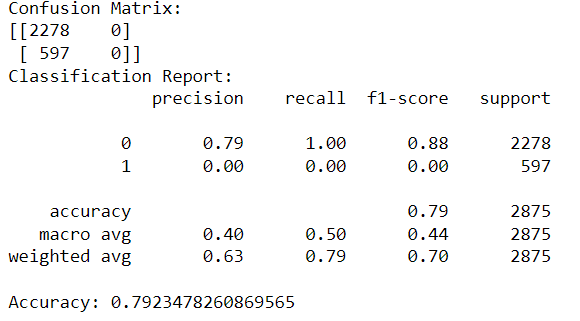 Confusion Matrix:
[[2278    0]
 [ 597    0]]
Classification Report:
              precision    recall  f1-score   support

           0       0.79      1.00      0.88      2278
           1       0.00      0.00      0.00       597

    accuracy                           0.79      2875
   macro avg       0.40      0.50      0.44      2875
weighted avg       0.63      0.79      0.70      2875

Accuracy: 0.7923478260869565